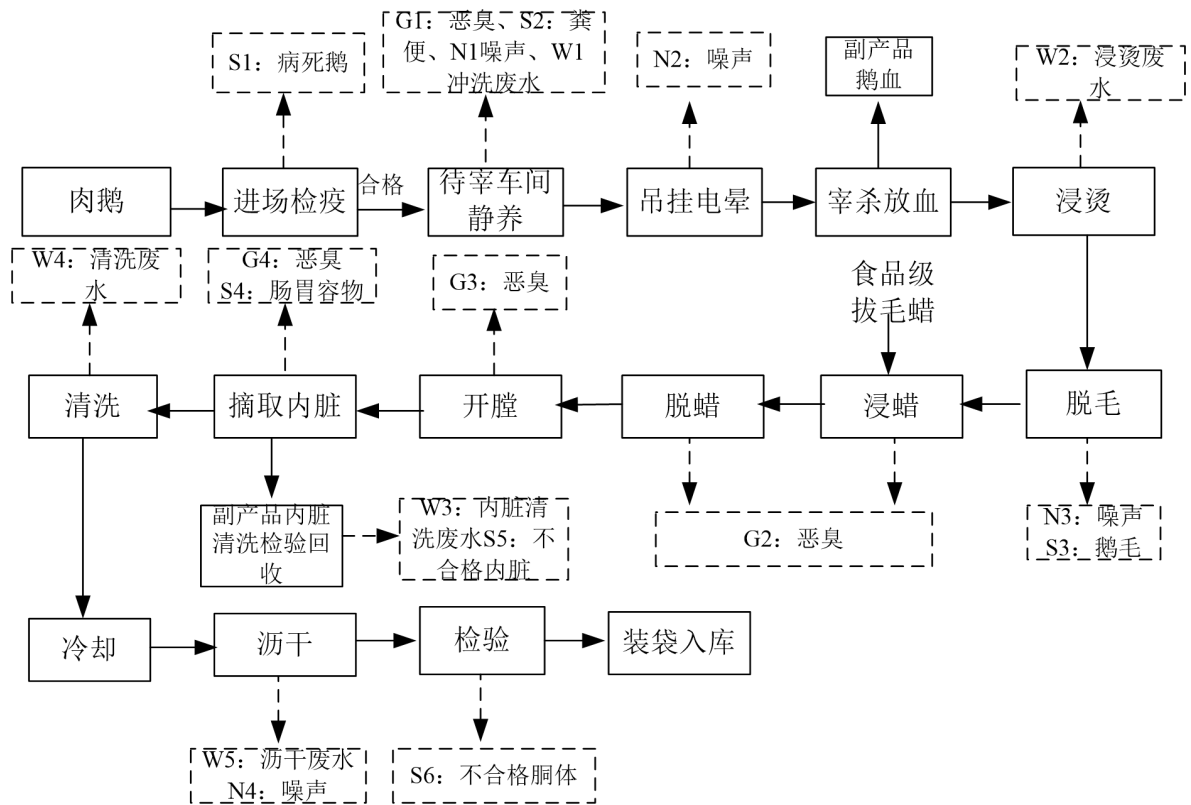 G1：恶臭、S2：粪
便、N1噪声、W1
冲洗废水
S1：病死鹅
N2：噪声
副产品
鹅血
W2：浸烫废
水
肉鹅
进场检疫
合格
待宰车间
静养
吊挂电晕
宰杀放血
浸烫
W4：清洗废
水
G4：恶臭
S4：肠胃容物
G3：恶臭
食品级
拔毛蜡
清洗
摘取内脏
开膛
脱蜡
浸蜡
脱毛
副产品内脏
清洗检验回
收
W3：内脏清
洗废水S5：不
合格内脏
G2：恶臭
N3：噪声
S3：鹅毛
冷却
沥干
检验
装袋入库
W5：沥干废水
N4：噪声
S6：不合格胴体